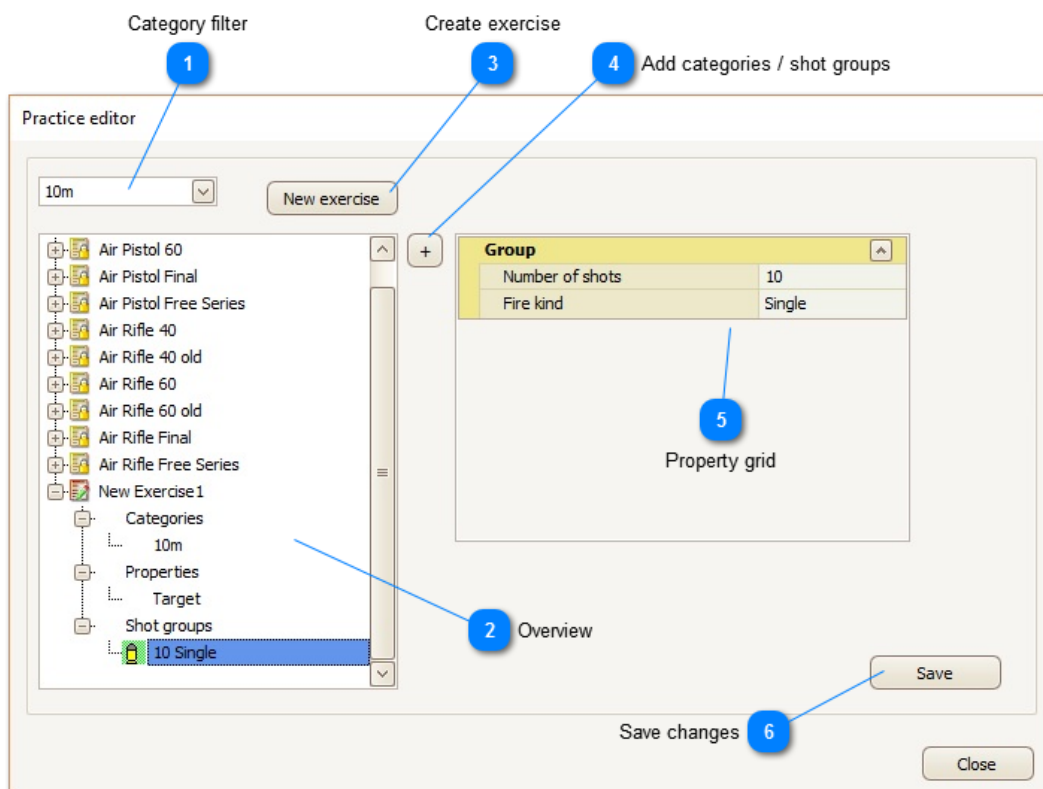 Category filter
Create exercise
1
3
4 Add categories / shot groups
Practice editor
10m
New exercise
+
Air Pistol 60
Air Pistol Final
Air Pistol Free Series
Air Rifle 40
Air Rifle 40 old
Air Rifle 60
Air Rifle 60 old
Air Rifle Final
Air Rifle Free Series
New Exercise1
Categories
10m
Properties
Target
Shot groups
10 Single
Group
Number of shots 10
Fire kind Single
5
Property grid
2 Overview
Save
Save changes 6
Close